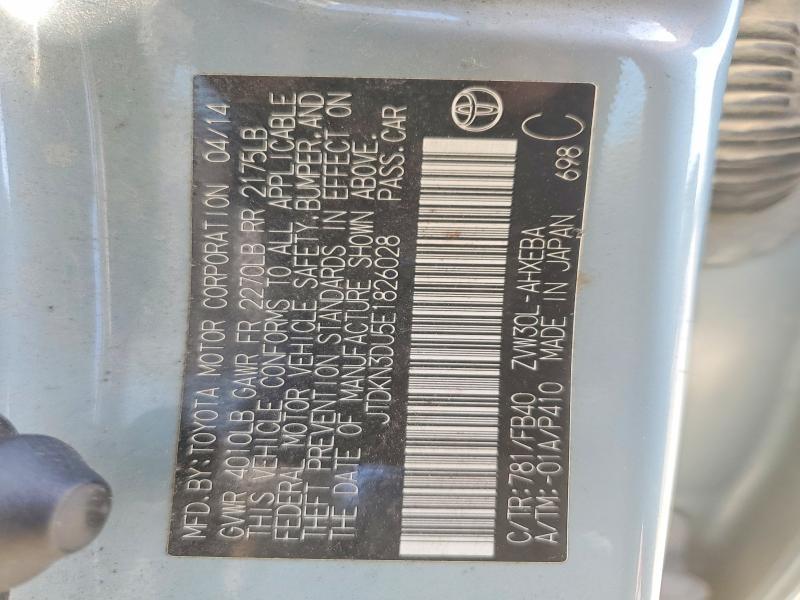 MFD.BY:TOYOTA MOTOR CORPORATION 04/14
GVWR 4010LB GAWR FR 2270LB RR 2175LB
THIS VEHICLE CONFORMS TO ALL APPLICABLE
FEDERAL MOTOR VEHICLE SAFETY,BUMPER,AND
THEFT PREVENTION STANDARDS IN EFFECT ON
THE DATE OF MANUFACTURE SHOWN ABOVE.
JTDKN3DU5E1826028 PASS.CAR
C/TR:781/FB40 ZVW30L-AHXEBA
A/TM:-01A/P410 MADE IN JAPAN 698 C